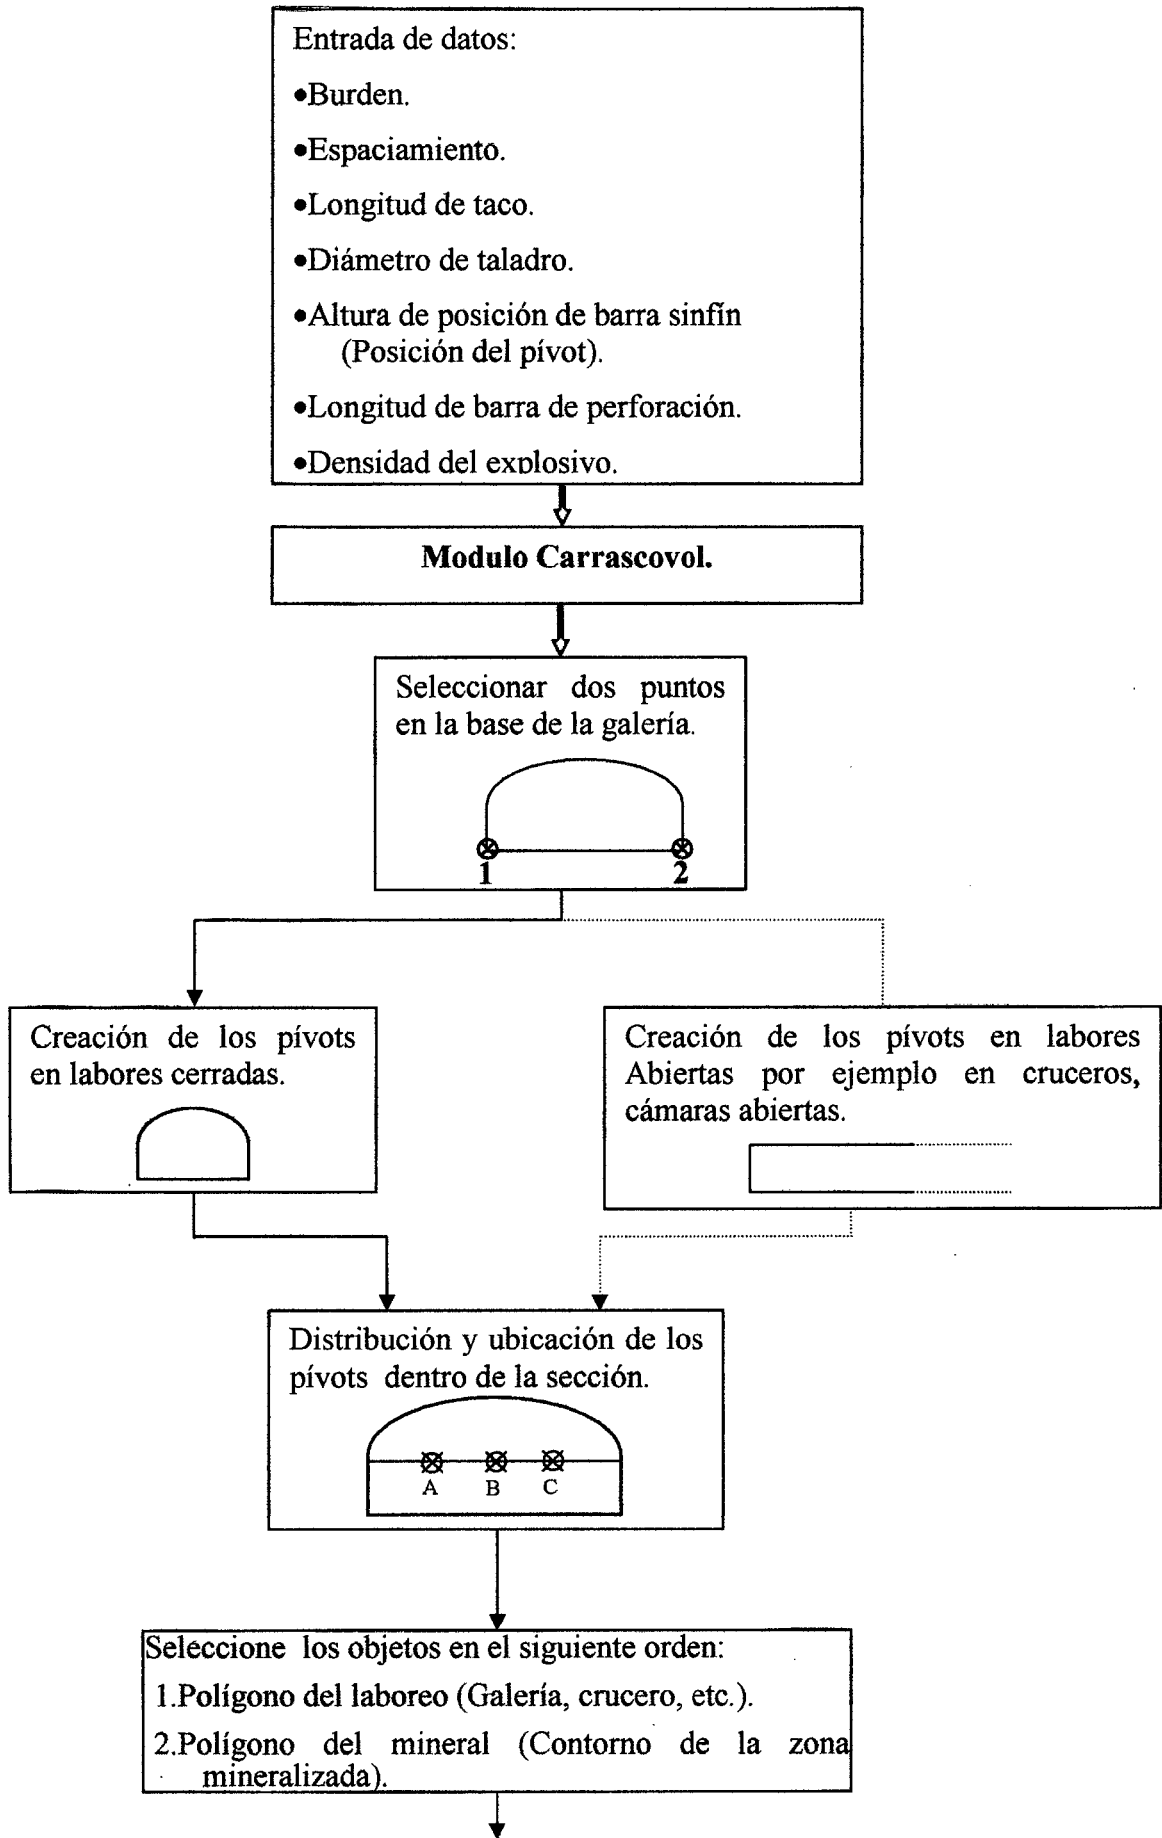 Entrada de datos:
•Burden.
•Espaciamiento.
•Longitud de taco.
•Diámetro de taladro.
•Altura de posición de barra sinfín
(Posición del pívot).
•Longitud de barra de perforación.
•Densidad del explosivo.
Modulo Carrascovol.
Seleccionar dos puntos
en la base de la galería.
1 2
Creación de los pívots
en labores cerradas.
Creación de los pívots en labores
Abiertas por ejemplo en cruceros,
cámaras abiertas.
Distribución y ubicación de los
pívots dentro de la sección.
A B C
Seleccione los objetos en el siguiente orden:
1.Polígono del laboreo (Galería, crucero, etc.).
2.Polígono del mineral (Contorno de la zona
mineralizada).